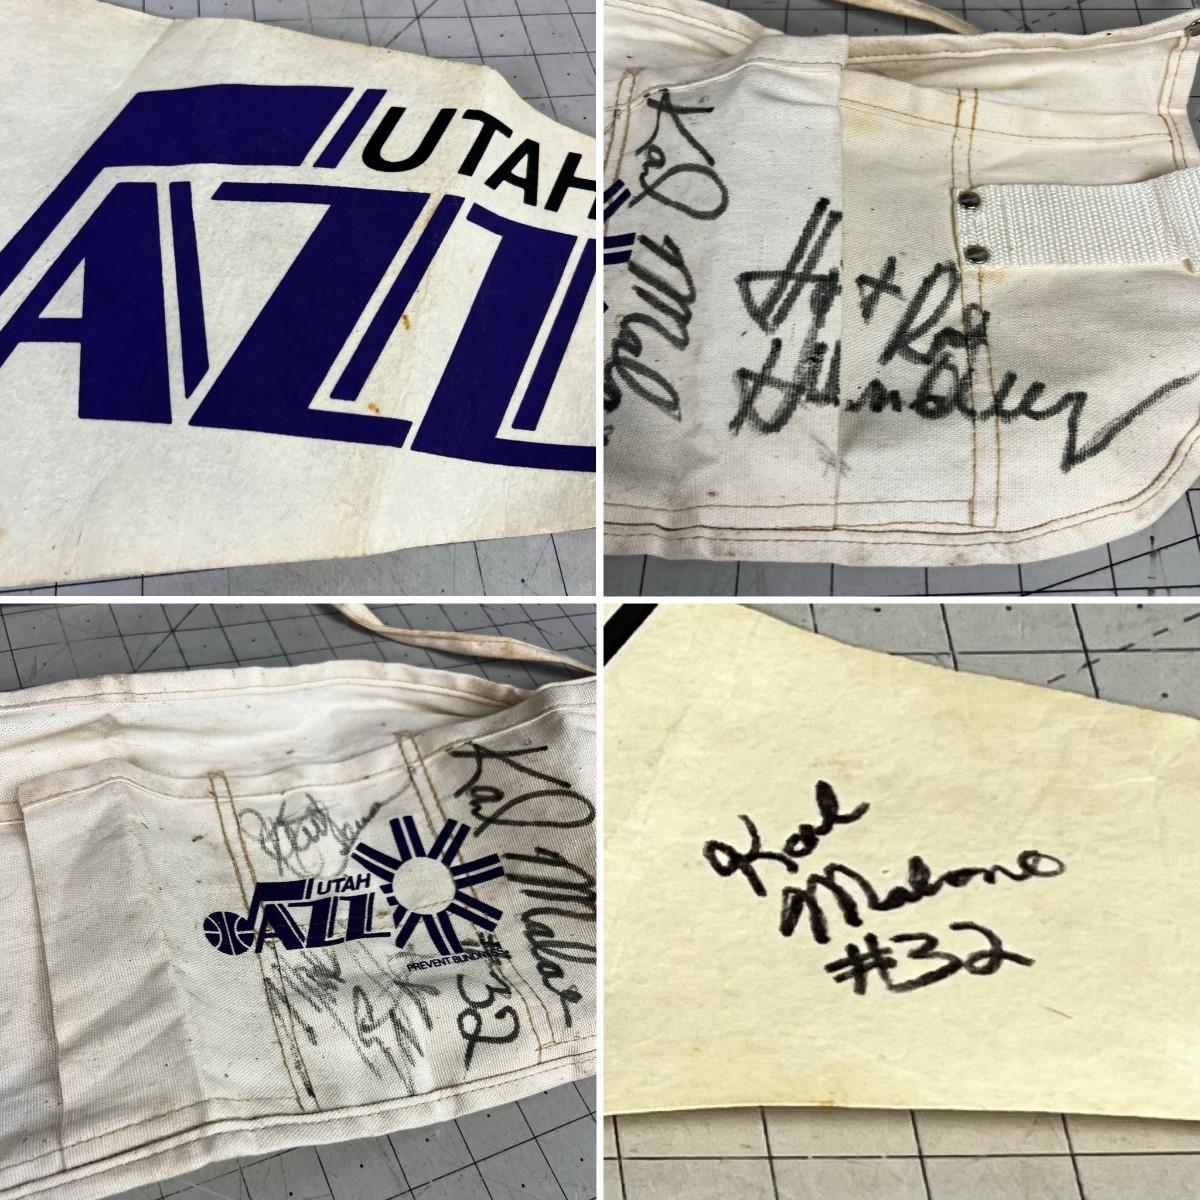 UTAH
JAZZ
Karl Malone
Hot Rod
Hundley
UTAH
JAZZ
PREVENT BLINDNESS
Karl Malone
#32
Karl
Malone
#32